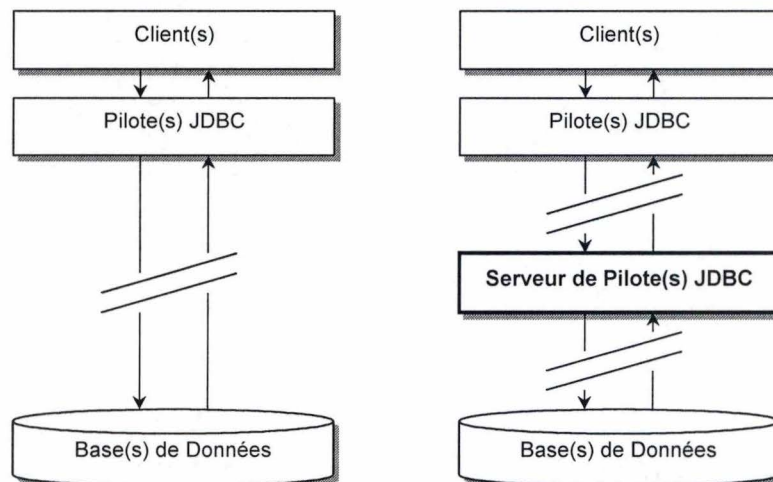 Client(s)
Pilote(s) JDBC
Base(s) de Données
Client(s)
Pilote(s) JDBC
Serveur de Pilote(s) JDBC
Base(s) de Données